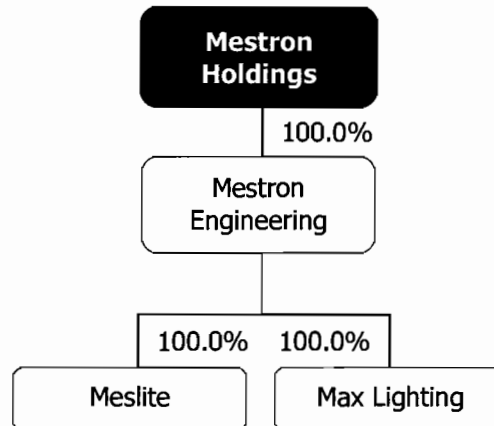 Mestron
Holdings
100.0%
Mestron
Engineering
100.0% 100.0%
Meslite
Max Lighting